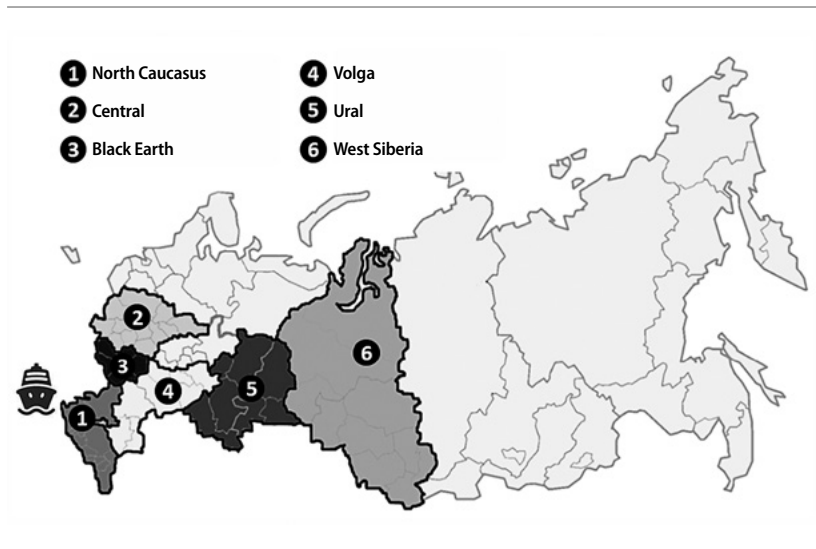 1 North Caucasus
2 Central
3 Black Earth
4 Volga
5 Ural
6 West Siberia
2
3
1
4
5
6